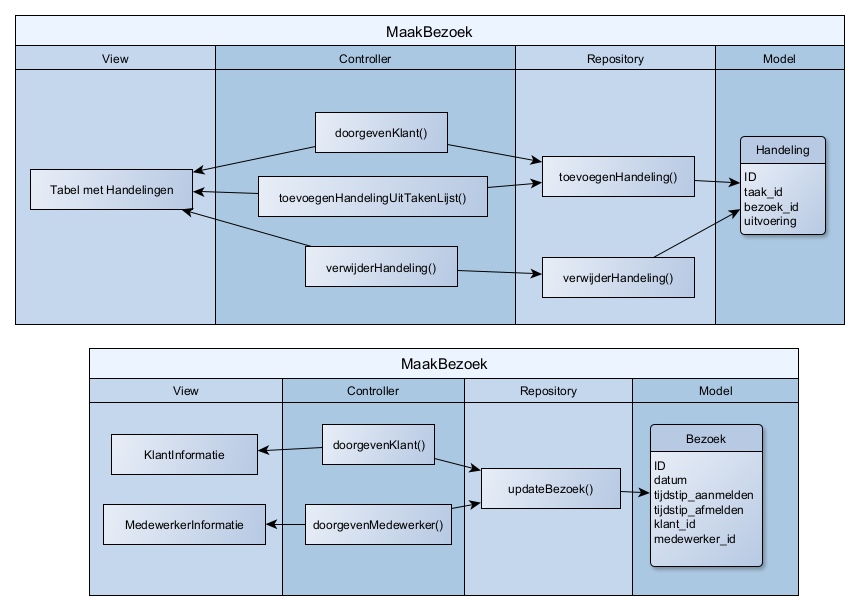 MaakBezoek
View
Controller
Repository
Model
doorgevenKlant()
Tabel met Handelingen
toevoegenHandelingUitTakenLijst()
verwijderHandeling()
toevoegenHandeling()
verwijderHandeling()
Handeling
ID
taak_id
bezoek_id
uitvoering
MaakBezoek
View
Controller
Repository
Model
KlantInformatie
MedewerkerInformatie
doorgevenKlant()
doorgevenMedewerker()
updateBezoek()
Bezoek
ID
datum
tijdstip_aanmelden
tijdstip_afmelden
klant_id
medewerker_id